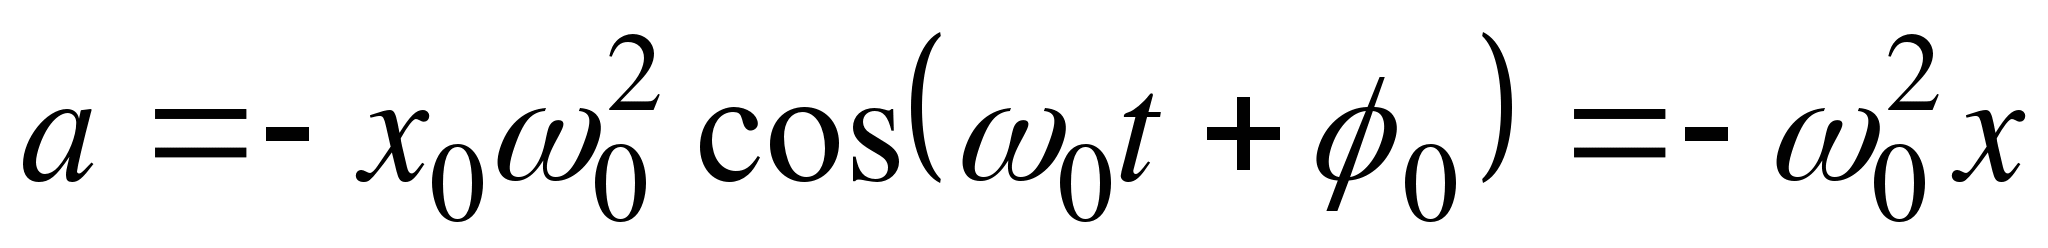 a = - x₀ω₀² cos(ω₀t + ϕ₀) = - ω₀²x